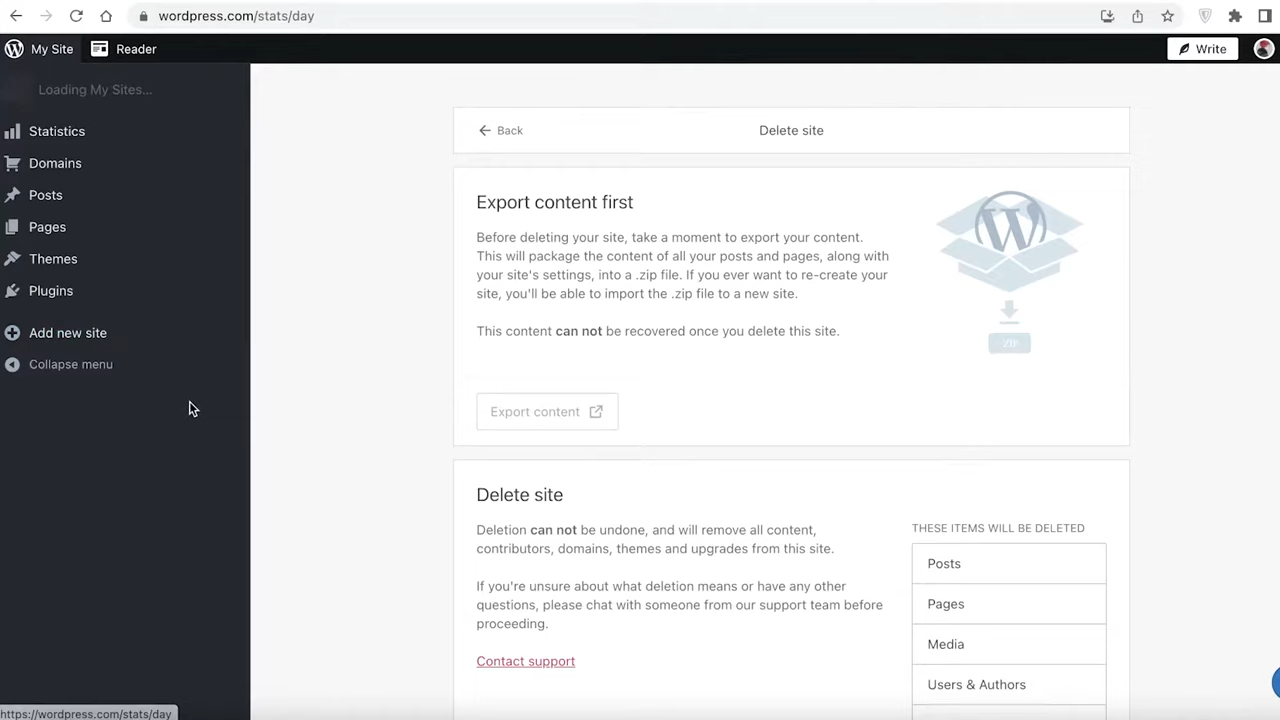 wordpress.com/stats/day
My Site
Reader
Write
Loading My Sites...
Statistics
Domains
Posts
Pages
Themes
Plugins
Add new site
Collapse menu
Back
Delete site
Export content first
Before deleting your site, take a moment to export your content.
This will package the content of all your posts and pages, along with
your site's settings, into a .zip file. If you ever want to re-create your
site, you'll be able to import the .zip file to a new site.
This content can not be recovered once you delete this site.
ZIP
Export content
Delete site
Deletion can not be undone, and will remove all content,
contributors, domains, themes and upgrades from this site.
If you're unsure about what deletion means or have any other
questions, please chat with someone from our support team before
proceeding.
Contact support
THESE ITEMS WILL BE DELETED
Posts
Pages
Media
Users & Authors
https://wordpress.com/stats/day